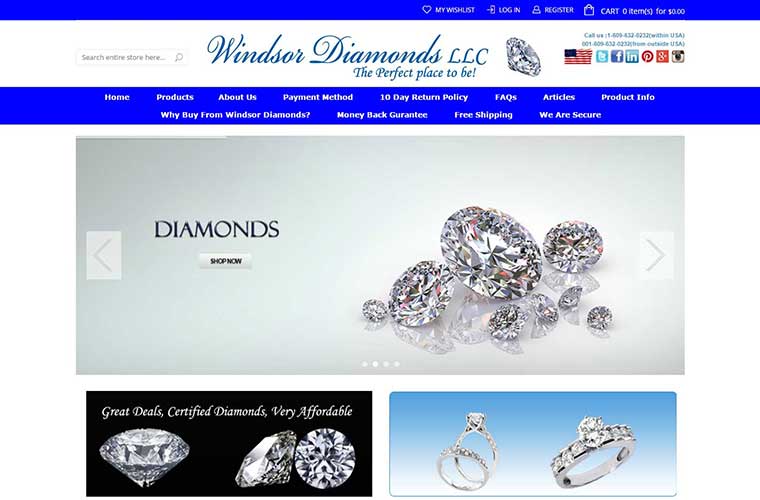 MY WISHLIST LOG IN REGISTER CART 0 item(s) for $0.00
Search entire store here...
Windsor Diamonds LLC
The Perfect place to be!
Call us :1-609-632-0232(within USA)
001-609-632-0232(from outside USA)
Home Products About Us Payment Method 10 Day Return Policy FAQs Articles Product Info
Why Buy From Windsor Diamonds? Money Back Gurantee Free Shipping We Are Secure
DIAMONDS
SHOP NOW
Great Deals, Certified Diamonds, Very Affordable